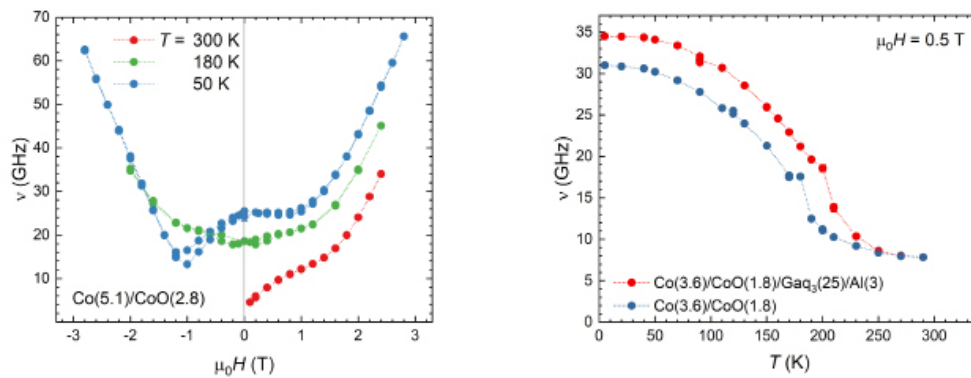 70
60
50
40
30
20
10
ν (GHz)
T = 300 K
180 K
50 K
Co(5.1)/CoO(2.8)
-3 -2 -1 0 1 2 3
μ₀H (T)
35
30
25
20
15
10
5
0
ν (GHz)
μ₀H = 0.5 T
Co(3.6)/CoO(1.8)/Gaq₃(25)/Al(3)
Co(3.6)/CoO(1.8)
0 50 100 150 200 250 300
T (K)